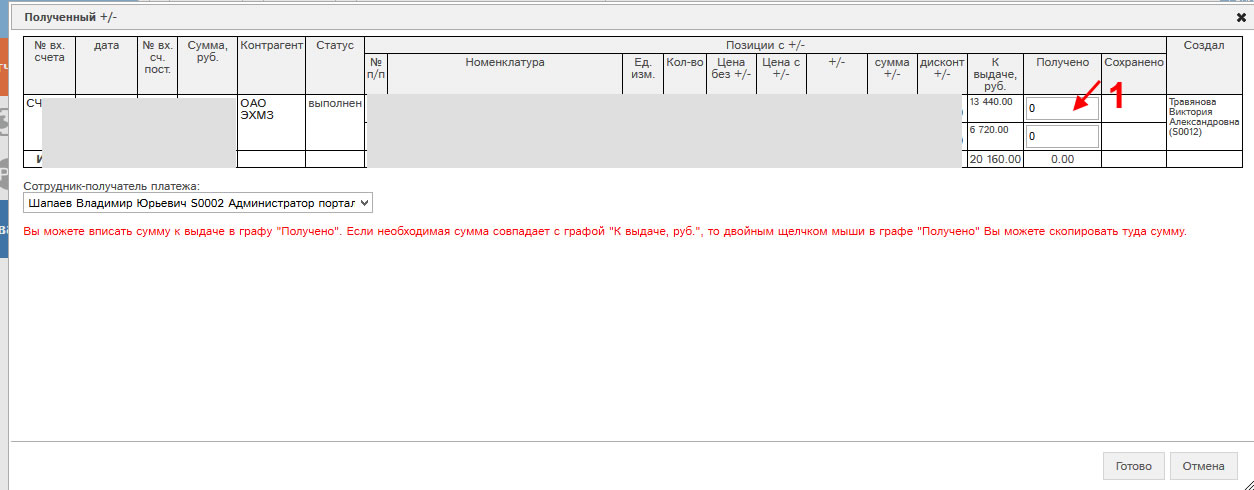 Полученный +/-
№ вх. счета
дата
№ вх. сч. пост.
Сумма, руб.
Контрагент
Статус
Позиции с +/-
Создал
№ п/п
Номенклатура
Ед. изм.
Кол-во
Цена без +/-
Цена с +/-
+/-
сумма +/-
дисконт +/-
К выдаче, руб.
Получено
Сохранено
СЧ
ОАО ЭХМЗ
выполнен
13 440.00
0
1
Травянова
Виктория
Александровна
(S0012)
6 720.00
0
20 160.00
0.00
Сотрудник-получатель платежа:
Шапаев Владимир Юрьевич S0002 Администратор портал
Вы можете вписать сумму к выдаче в графу "Получено". Если необходимая сумма совпадает с графой "К выдаче, руб.", то двойным щелчком мыши в графе "Получено" Вы можете скопировать туда сумму.
Готово
Отмена